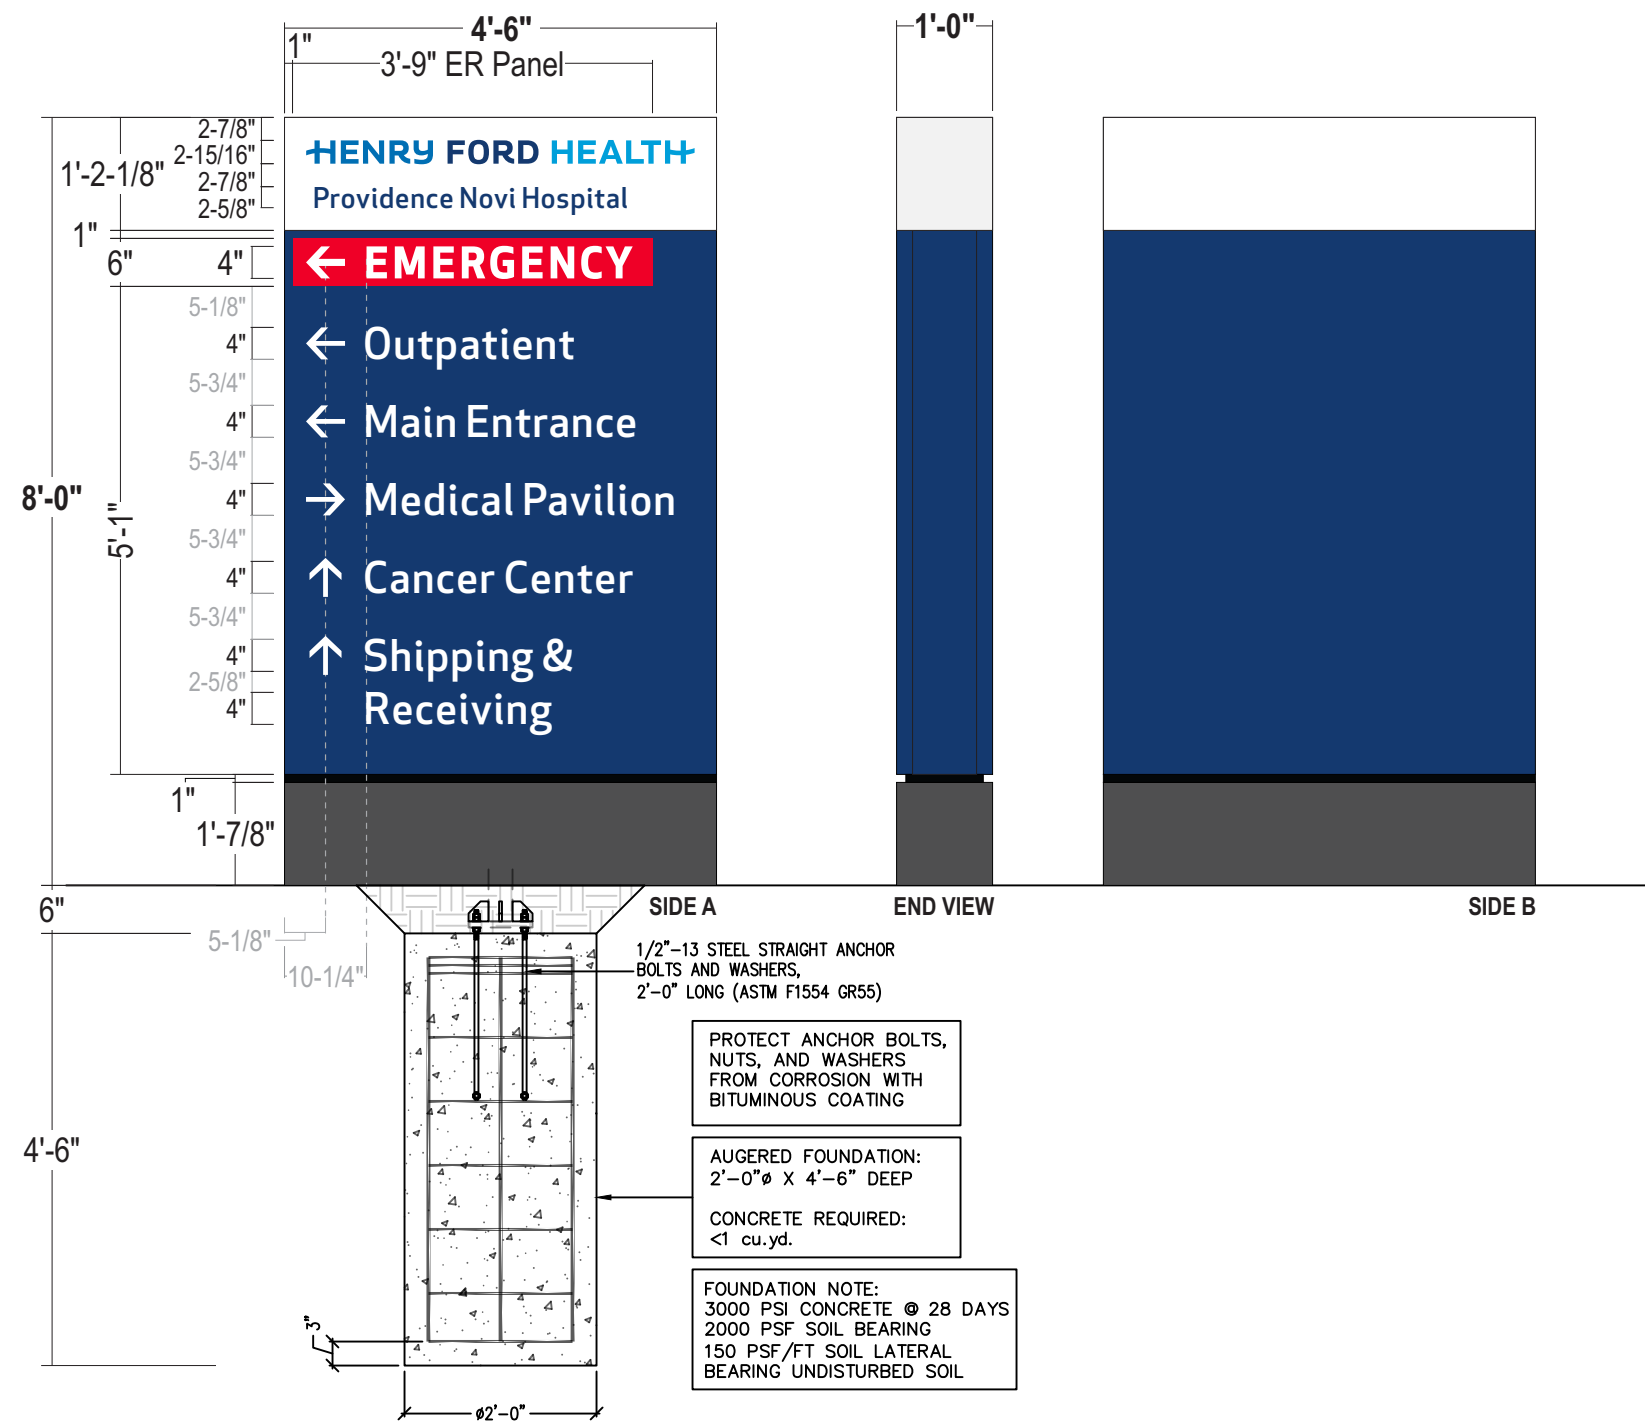 4'-6"
1'-0"
1"
3'-9" ER Panel
2-7/8"
2-15/16"
1'-2-1/8"
2-7/8"
2-5/8"
HENRY FORD HEALTH
Providence Novi Hospital
1"
6"
4"
← EMERGENCY
5-1/8"
4"
← Outpatient
5-3/4"
4"
← Main Entrance
5-3/4"
8'-0"
4"
→ Medical Pavilion
5'-1"
5-3/4"
4"
↑ Cancer Center
5-3/4"
4"
↑ Shipping &
2-5/8"
4"
Receiving
1"
1'-7/8"
6"
SIDE A
END VIEW
SIDE B
5-1/8"
10-1/4"
1/2"-13 STEEL STRAIGHT ANCHOR
BOLTS AND WASHERS,
2'-0" LONG (ASTM F1554 GR55)
PROTECT ANCHOR BOLTS,
NUTS, AND WASHERS
FROM CORROSION WITH
BITUMINOUS COATING
4'-6"
AUGERED FOUNDATION:
2'-0"ø X 4'-6" DEEP
CONCRETE REQUIRED:
<1 cu.yd.
FOUNDATION NOTE:
3000 PSI CONCRETE @ 28 DAYS
2000 PSF SOIL BEARING
150 PSF/FT SOIL LATERAL
BEARING UNDISTURBED SOIL
3"
ø2'-0"